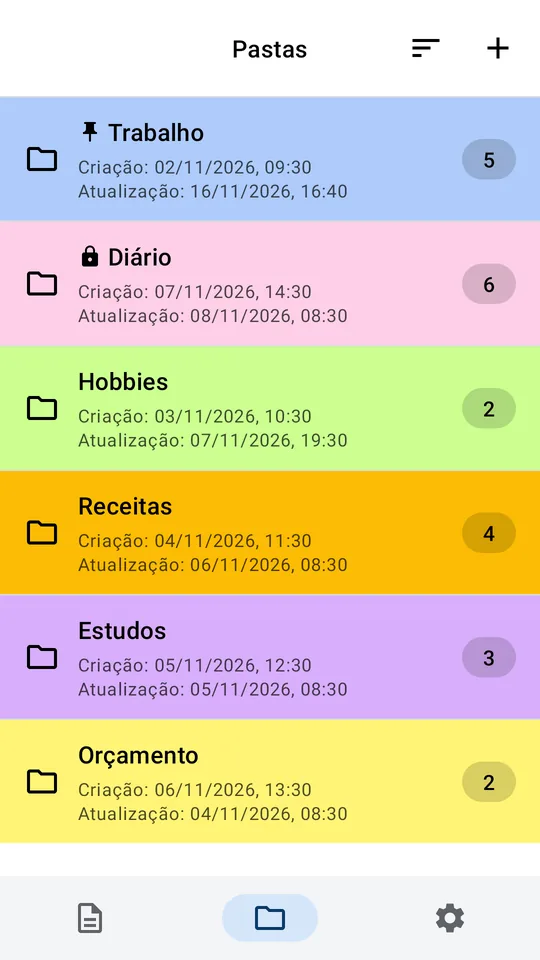 Pastas
Trabalho
Criação: 02/11/2026, 09:30
Atualização: 16/11/2026, 16:40
5
Diário
Criação: 07/11/2026, 14:30
Atualização: 08/11/2026, 08:30
6
Hobbies
Criação: 03/11/2026, 10:30
Atualização: 07/11/2026, 19:30
2
Receitas
Criação: 04/11/2026, 11:30
Atualização: 06/11/2026, 08:30
4
Estudos
Criação: 05/11/2026, 12:30
Atualização: 05/11/2026, 08:30
3
Orçamento
Criação: 06/11/2026, 13:30
Atualização: 04/11/2026, 08:30
2